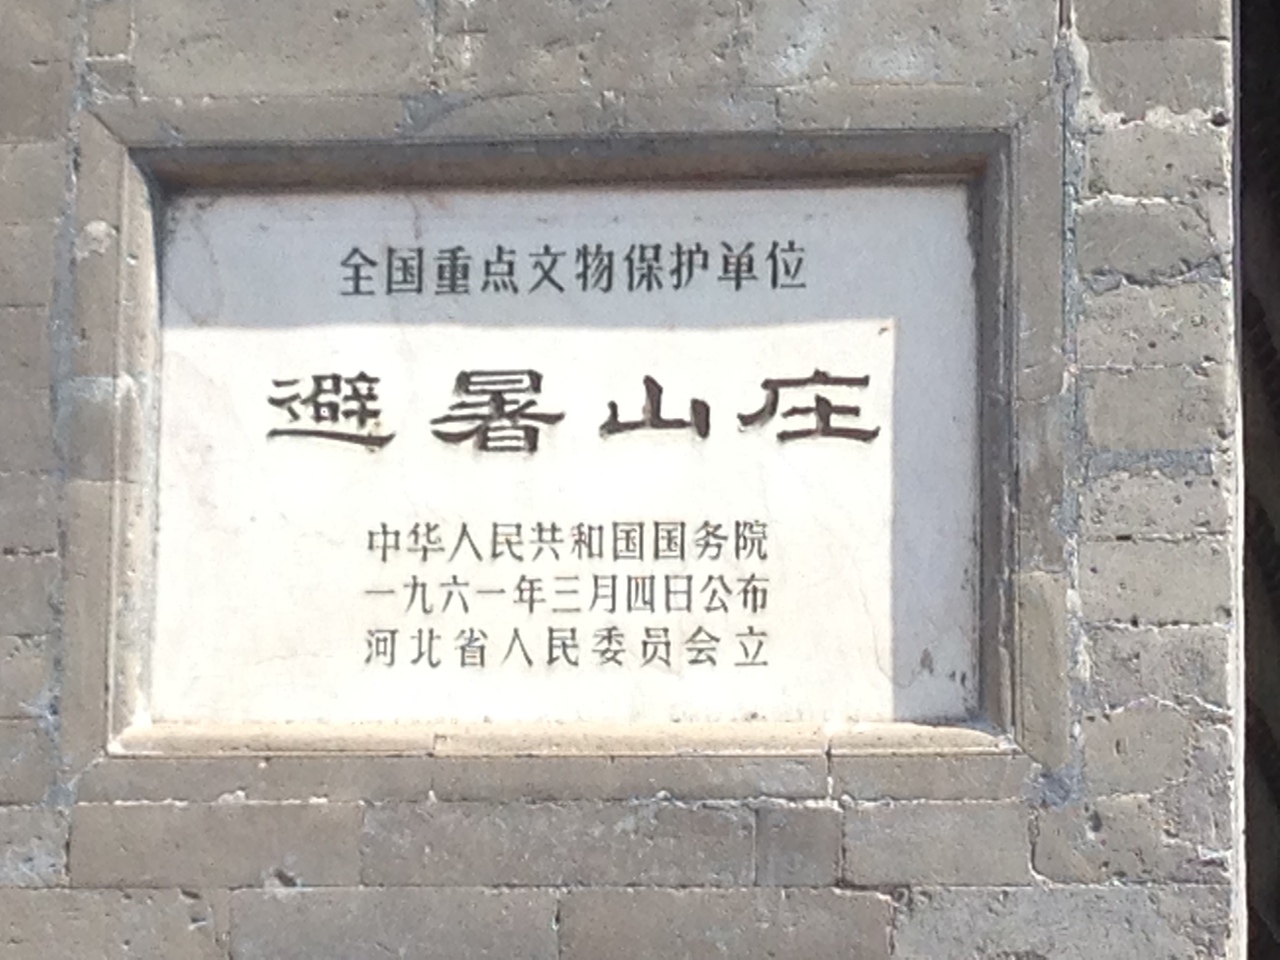 全国重点文物保护单位
避暑山庄
中华人民共和国国务院
一九六一年三月四日公布
河北省人民委员会立